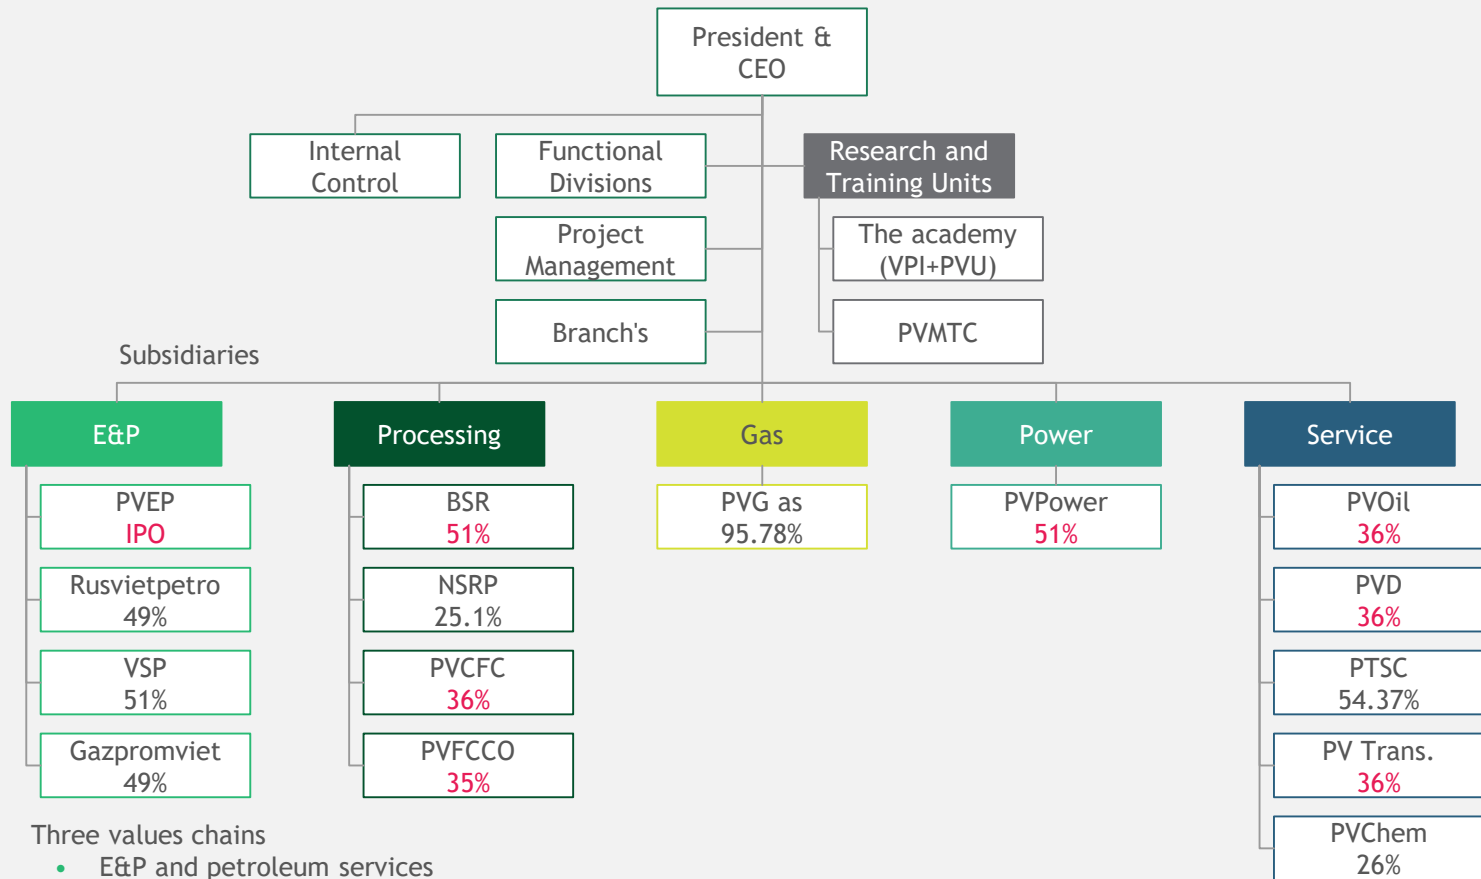 President &
CEO
Internal
Control
Functional
Divisions
Research and
Training Units
Project
Management
The academy
(VPI+PVU)
Branch's
PVMTC
Subsidiaries
E&P
Processing
Gas
Power
Service
PVEP
IPO
BSR
51%
PVG as
95.78%
PVPower
51%
PVOil
36%
Rusvietpetro
49%
NSRP
25.1%
PVD
36%
VSP
51%
PVCFC
36%
PTSC
54.37%
Gazpromviet
49%
PVFCCO
35%
PV Trans.
36%
PVChem
26%
Three values chains
• E&P and petroleum services